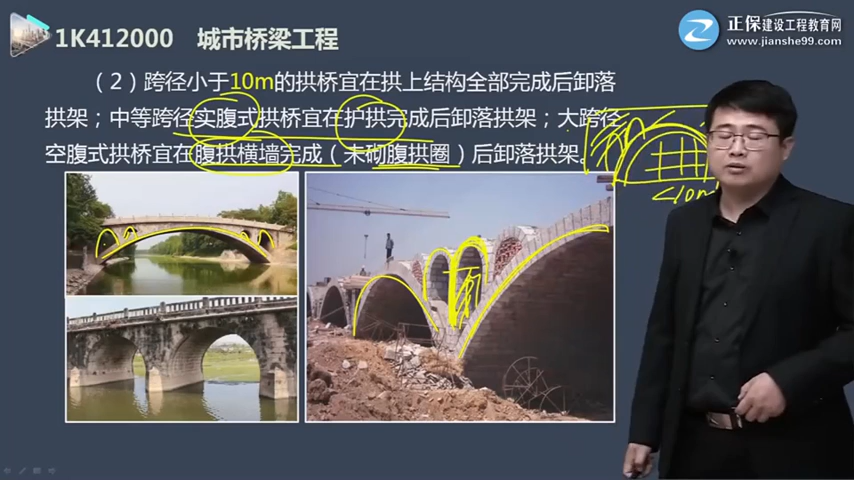 1K412000 城市桥梁工程
正保建设工程教育网
www.jianshe99.com
（2）跨径小于10m的拱桥宜在拱上结构全部完成后卸落
拱架；中等跨径实腹式拱桥宜在护拱完成后卸落拱架；大跨径
空腹式拱桥宜在腹拱横墙完成（未砌腹拱圈）后卸落拱架。
<10m